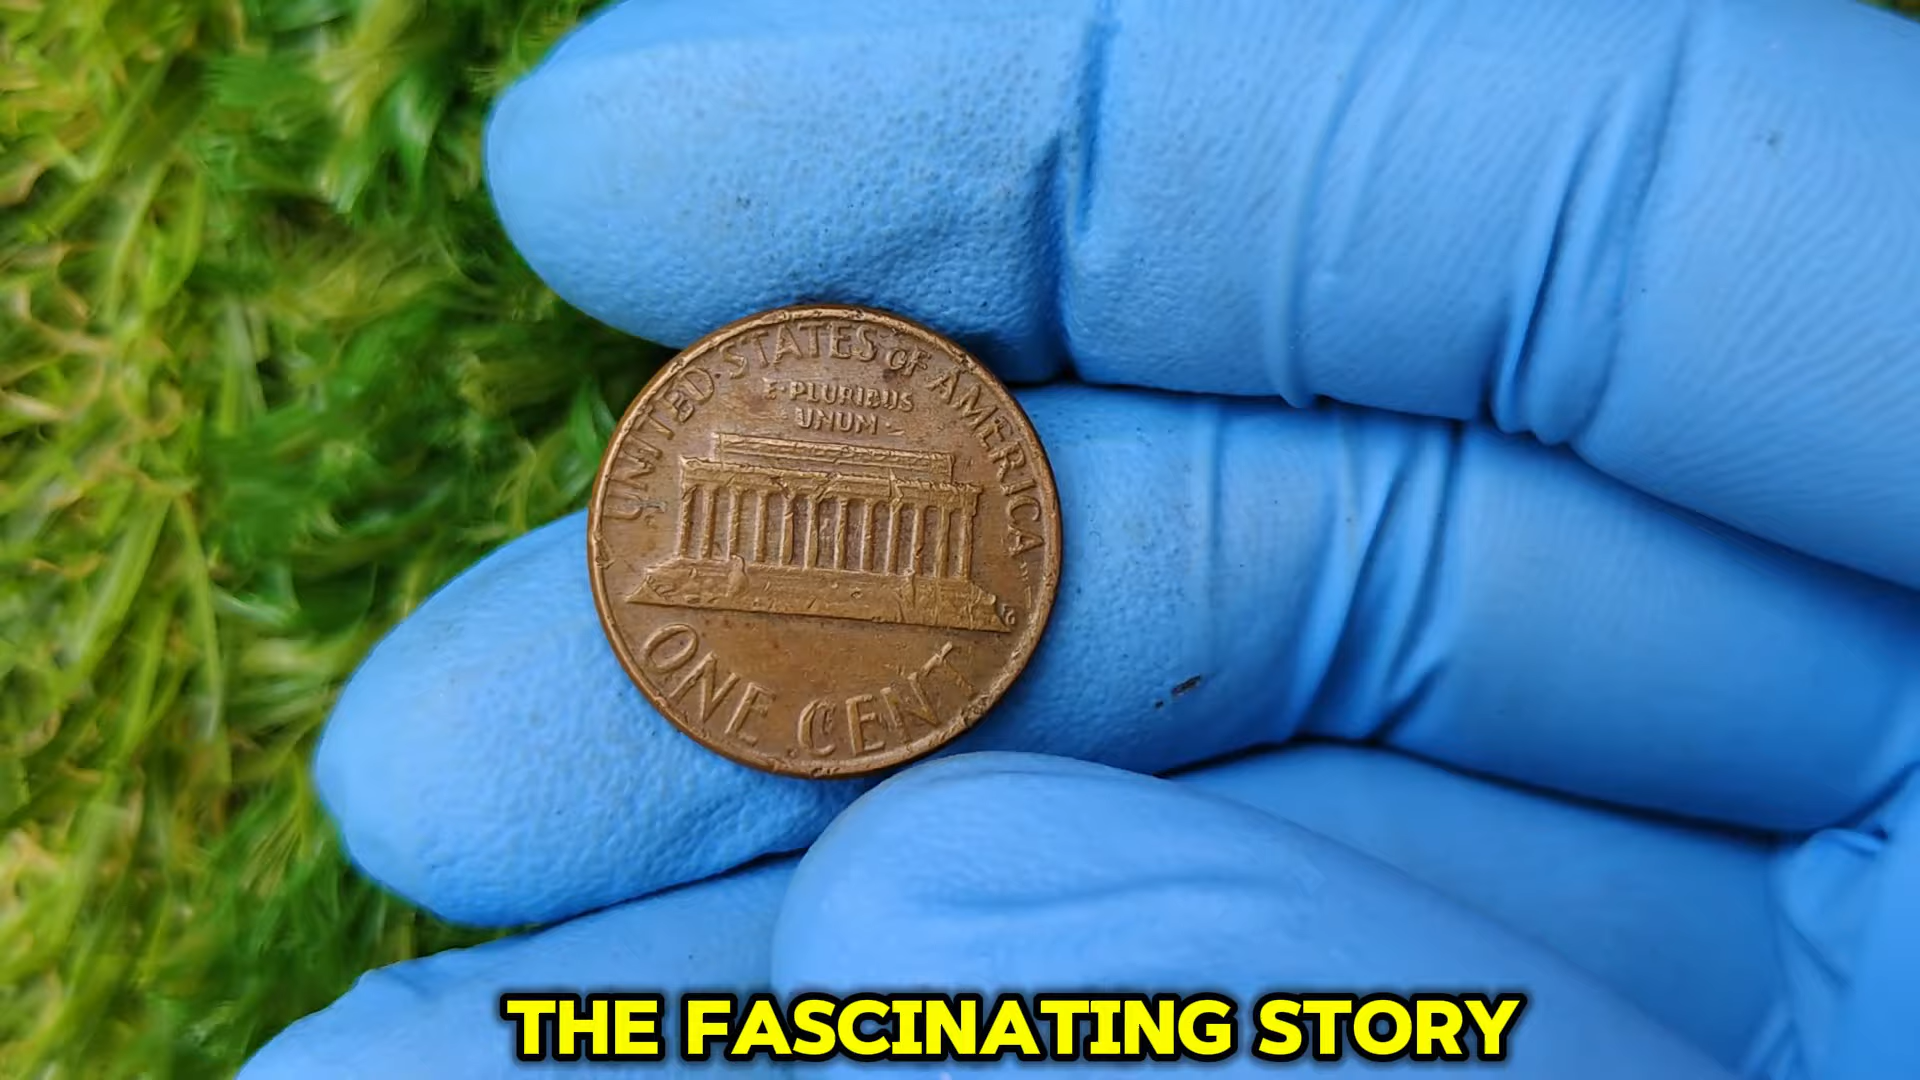 UNITED STATES OF AMERICA
E·PLURIBUS
UNUM
ONE CENT
THE FASCINATING STORY